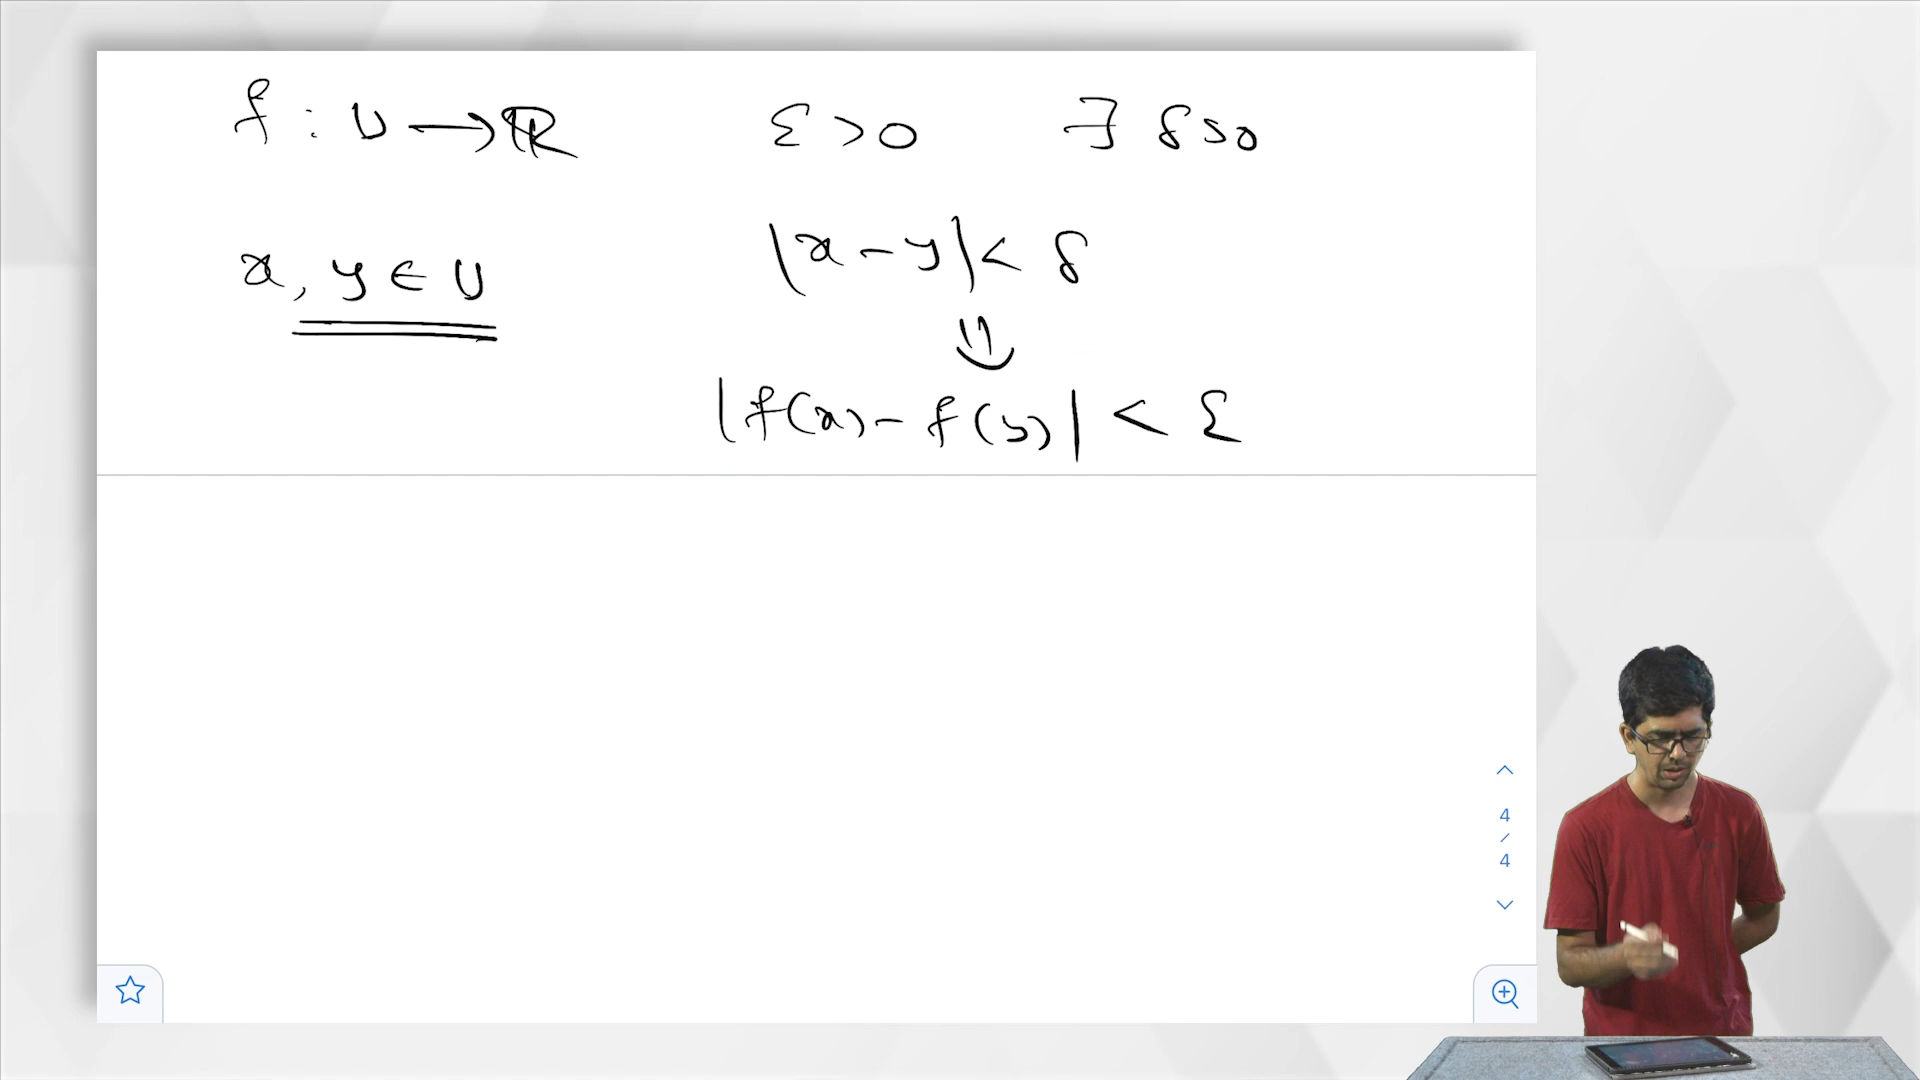 f : U → ℝ ε > 0 ∃ δ > 0
x, y ∈ U |x - y| < δ
⇓
|f(x) - f(y)| < ε
4
/
4